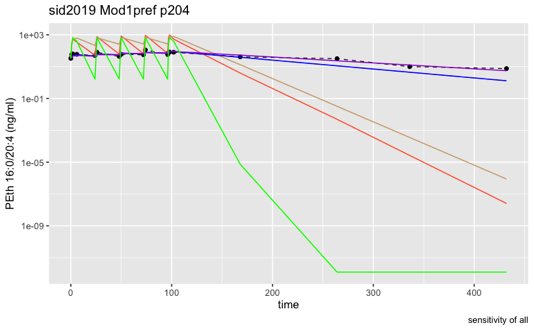 sid2019 Mod1pref p204
PEth 16:0/20:4 (ng/ml)
1e+03
1e-01
1e-05
1e-09
0
100
200
300
400
time
sensitivity of all